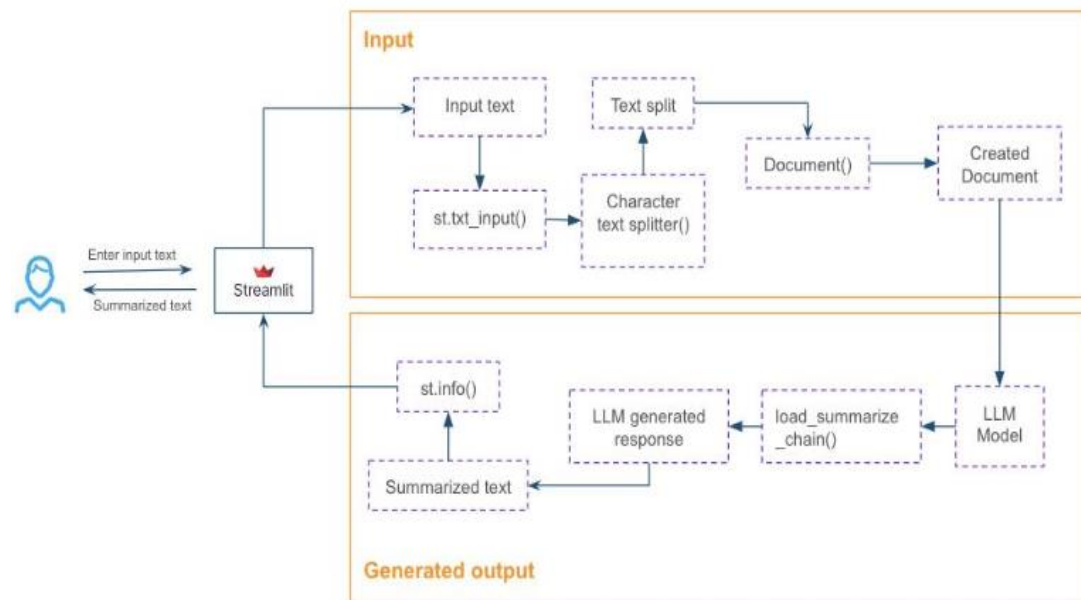 Input
Input text
st.txt_input()
Character
text splitter()
Text split
Document()
Created
Document
Enter input text
Summarized text
Streamlit
LLM
Model
load_summarize
_chain()
LLM generated
response
Summarized text
st.info()
Generated output